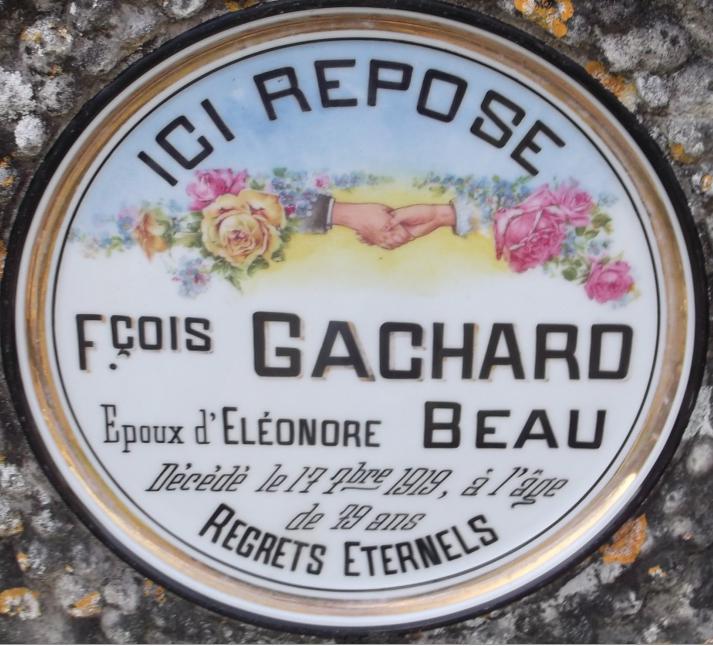 ICI REPOSE
Fçois GACHARD
Epoux d'ELÉONORE BEAU
Décédé le 17 7bre 1919, á l'âge
de 79 ans
REGRETS ETERNELS